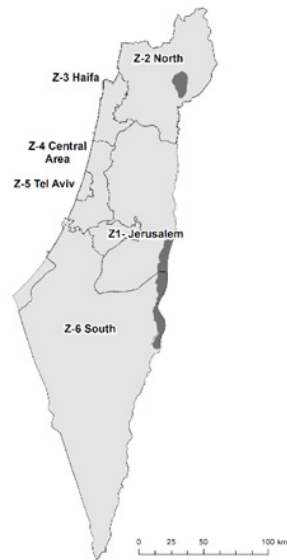 Z-2 North
Z-3 Haifa
Z-4 Central
Area
Z-5 Tel Aviv
Z1- Jerusalem
Z-6 South
0 25 50 100 km